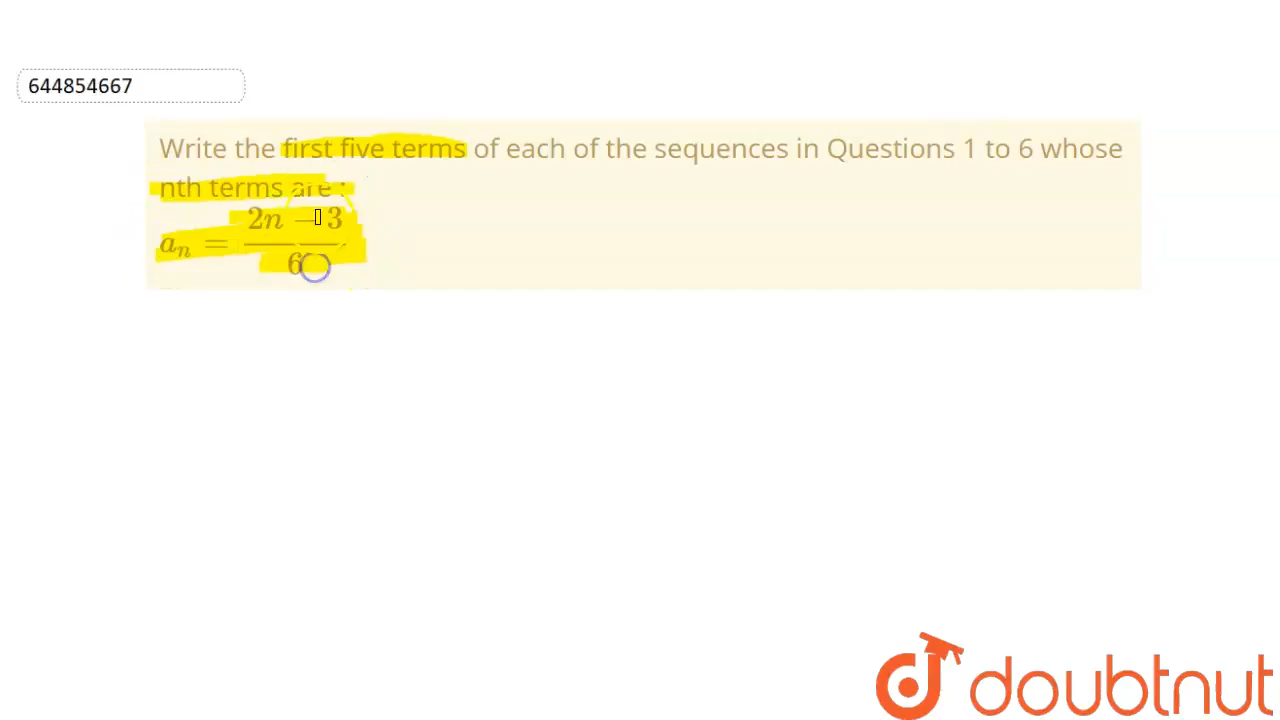 644854667
Write the first five terms of each of the sequences in Questions 1 to 6 whose
nth terms are :
aₙ = (2n − 3)/6
doubtnut